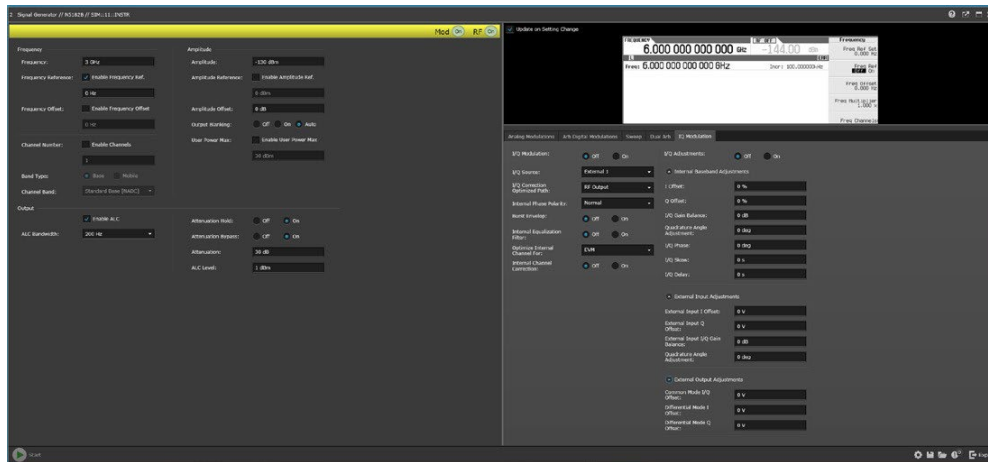 2 Signal Generator // N5182B // SIM::11::INSTR
Mod On RF On
Frequency
Frequency: 3 GHz
Frequency Reference: Enable Frequency Ref.
0 Hz
Frequency Offset: Enable Frequency Offset
0 Hz
Channel Number: Enable Channels
1
Band Type: Base Mobile
Channel Band: Standard Base [NADC]
Amplitude
Amplitude: -130 dBm
Amplitude Reference: Enable Amplitude Ref.
0 dBm
Amplitude Offset: 0 dB
Output Blanking: Off On Auto
User Power Max: Enable User Power Max
30 dBm
Output
Enable ALC
ALC Bandwidth: 200 Hz
Attenuation Hold: Off On
Attenuation Bypass: Off On
Attenuation:
ALC Level: 1 dBm
Update on Setting Change
FREQUENCY
6.000 000 000 000 GHz
-144.00 dBm
Freq: 6.000 000 000 000 GHz
Incr: 100.000000kHz
Frequency
Freq Ref Set
0.000 Hz
Freq Ref
Off On
Freq Offset
0.000 Hz
Freq Multiplier
1.000 x
Freq Channels
Analog Modulations Arb Digital Modulations Sweep Dual Arb IQ Modulation
I/Q Modulation: Off On
I/Q Source: External 1
I/Q Correction Optimized Path: RF Output
Internal Phase Polarity: Normal
Burst Envelop: Off On
Internal Equalization Filter: Off On
Optimize Internal Channel For: EVM
Internal Channel Correction: Off On
I/Q Adjustments: Off On
Internal Baseband Adjustments
I Offset: 0 %
Q Offset: 0 %
I/Q Gain Balance: 0 dB
Quadrature Angle Adjustment: 0 deg
I/Q Phase: 0 deg
I/Q Skew: 0 s
I/Q Delay: 0 s
External Input Adjustments
External Input I Offset: 0 V
External Input Q Offset: 0 V
External Input I/Q Gain Balance: 0 dB
Quadrature Angle Adjustment: 0 deg
External Output Adjustments
Common Mode I/Q Offset: 0 V
Differential Mode I Offset: 0 V
Differential Mode Q Offset: 0 V
Start